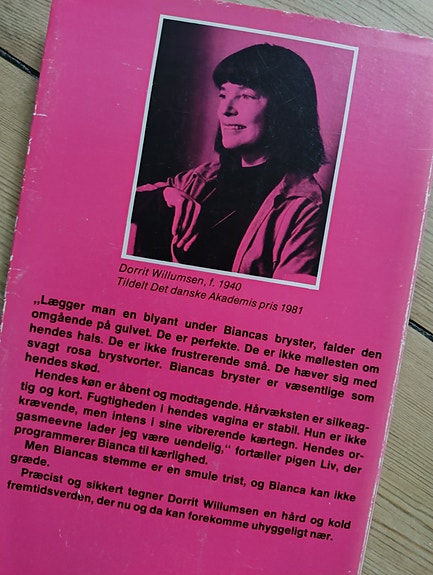 Dorrit Willumsen, f. 1940
Tildelt Det danske Akademis pris 1981
„Lægger man en blyant under Biancas bryster, falder den
omgående på gulvet. De er perfekte. De er ikke møllesten om
hendes hals. De er ikke frustrerende små. De hæver sig med
svagt rosa brystvorter. Biancas bryster er væsentlige som
hendes skød.
Hendes køn er åbent og modtagende. Hårvæksten er silkeag-
tig og kort. Fugtigheden i hendes vagina er stabil. Hun er ikke
krævende, men intens i sine vibrerende kærtegn. Hendes or-
gasmeevne lader jeg være uendelig,“ fortæller pigen Liv, der
programmerer Bianca til kærlighed.
Men Biancas stemme er en smule trist, og Bianca kan ikke
græde.
Præcist og sikkert tegner Dorrit Willumsen en hård og kold
fremtidsverden, der nu og da kan forekomme uhyggeligt nær.